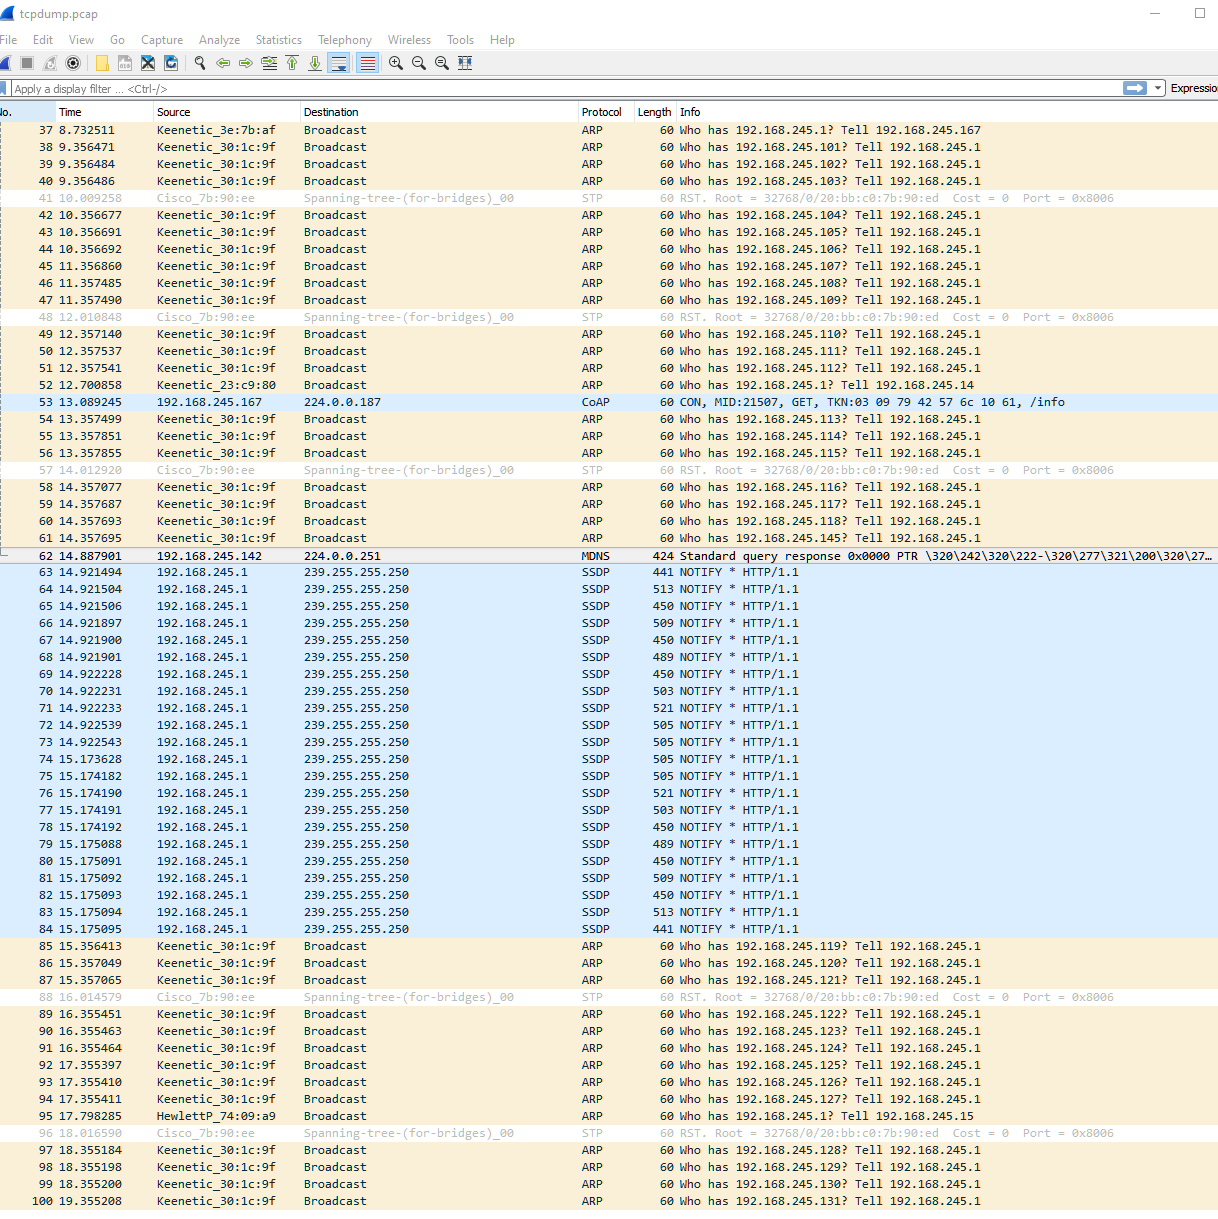 tcpdump.pcap
File Edit View Go Capture Analyze Statistics Telephony Wireless Tools Help
Apply a display filter ... <Ctrl-/> Expression
No. Time Source Destination Protocol Length Info
37 8.732511 Keenetic_3e:7b:af Broadcast ARP 60 Who has 192.168.245.1? Tell 192.168.245.167
38 9.356471 Keenetic_30:1c:9f Broadcast ARP 60 Who has 192.168.245.101? Tell 192.168.245.1
39 9.356484 Keenetic_30:1c:9f Broadcast ARP 60 Who has 192.168.245.102? Tell 192.168.245.1
40 9.356486 Keenetic_30:1c:9f Broadcast ARP 60 Who has 192.168.245.103? Tell 192.168.245.1
41 10.009258 Cisco_7b:90:ee Spanning-tree-(for-bridges)_00 STP 60 RST. Root = 32768/0/20:bb:c0:7b:90:ed Cost = 0 Port = 0x8006
42 10.356677 Keenetic_30:1c:9f Broadcast ARP 60 Who has 192.168.245.104? Tell 192.168.245.1
43 10.356691 Keenetic_30:1c:9f Broadcast ARP 60 Who has 192.168.245.105? Tell 192.168.245.1
44 10.356692 Keenetic_30:1c:9f Broadcast ARP 60 Who has 192.168.245.106? Tell 192.168.245.1
45 11.356860 Keenetic_30:1c:9f Broadcast ARP 60 Who has 192.168.245.107? Tell 192.168.245.1
46 11.357485 Keenetic_30:1c:9f Broadcast ARP 60 Who has 192.168.245.108? Tell 192.168.245.1
47 11.357490 Keenetic_30:1c:9f Broadcast ARP 60 Who has 192.168.245.109? Tell 192.168.245.1
48 12.010848 Cisco_7b:90:ee Spanning-tree-(for-bridges)_00 STP 60 RST. Root = 32768/0/20:bb:c0:7b:90:ed Cost = 0 Port = 0x8006
49 12.357140 Keenetic_30:1c:9f Broadcast ARP 60 Who has 192.168.245.110? Tell 192.168.245.1
50 12.357537 Keenetic_30:1c:9f Broadcast ARP 60 Who has 192.168.245.111? Tell 192.168.245.1
51 12.357541 Keenetic_30:1c:9f Broadcast ARP 60 Who has 192.168.245.112? Tell 192.168.245.1
52 12.700858 Keenetic_23:c9:80 Broadcast ARP 60 Who has 192.168.245.1? Tell 192.168.245.14
53 13.089245 192.168.245.167 224.0.0.187 CoAP 60 CON, MID:21507, GET, TKN:03 09 79 42 57 6c 10 61, /info
54 13.357499 Keenetic_30:1c:9f Broadcast ARP 60 Who has 192.168.245.113? Tell 192.168.245.1
55 13.357851 Keenetic_30:1c:9f Broadcast ARP 60 Who has 192.168.245.114? Tell 192.168.245.1
56 13.357855 Keenetic_30:1c:9f Broadcast ARP 60 Who has 192.168.245.115? Tell 192.168.245.1
57 14.012920 Cisco_7b:90:ee Spanning-tree-(for-bridges)_00 STP 60 RST. Root = 32768/0/20:bb:c0:7b:90:ed Cost = 0 Port = 0x8006
58 14.357077 Keenetic_30:1c:9f Broadcast ARP 60 Who has 192.168.245.116? Tell 192.168.245.1
59 14.357687 Keenetic_30:1c:9f Broadcast ARP 60 Who has 192.168.245.117? Tell 192.168.245.1
60 14.357693 Keenetic_30:1c:9f Broadcast ARP 60 Who has 192.168.245.118? Tell 192.168.245.1
61 14.357695 Keenetic_30:1c:9f Broadcast ARP 60 Who has 192.168.245.145? Tell 192.168.245.1
62 14.887901 192.168.245.142 224.0.0.251 MDNS 424 Standard query response 0x0000 PTR \320\242\320\222-\320\277\321\200\320\27…
63 14.921494 192.168.245.1 239.255.255.250 SSDP 441 NOTIFY * HTTP/1.1
64 14.921504 192.168.245.1 239.255.255.250 SSDP 513 NOTIFY * HTTP/1.1
65 14.921506 192.168.245.1 239.255.255.250 SSDP 450 NOTIFY * HTTP/1.1
66 14.921897 192.168.245.1 239.255.255.250 SSDP 509 NOTIFY * HTTP/1.1
67 14.921900 192.168.245.1 239.255.255.250 SSDP 450 NOTIFY * HTTP/1.1
68 14.921901 192.168.245.1 239.255.255.250 SSDP 489 NOTIFY * HTTP/1.1
69 14.922228 192.168.245.1 239.255.255.250 SSDP 450 NOTIFY * HTTP/1.1
70 14.922231 192.168.245.1 239.255.255.250 SSDP 503 NOTIFY * HTTP/1.1
71 14.922233 192.168.245.1 239.255.255.250 SSDP 521 NOTIFY * HTTP/1.1
72 14.922539 192.168.245.1 239.255.255.250 SSDP 505 NOTIFY * HTTP/1.1
73 14.922543 192.168.245.1 239.255.255.250 SSDP 505 NOTIFY * HTTP/1.1
74 15.173628 192.168.245.1 239.255.255.250 SSDP 505 NOTIFY * HTTP/1.1
75 15.174182 192.168.245.1 239.255.255.250 SSDP 505 NOTIFY * HTTP/1.1
76 15.174190 192.168.245.1 239.255.255.250 SSDP 521 NOTIFY * HTTP/1.1
77 15.174191 192.168.245.1 239.255.255.250 SSDP 503 NOTIFY * HTTP/1.1
78 15.174192 192.168.245.1 239.255.255.250 SSDP 450 NOTIFY * HTTP/1.1
79 15.175088 192.168.245.1 239.255.255.250 SSDP 489 NOTIFY * HTTP/1.1
80 15.175091 192.168.245.1 239.255.255.250 SSDP 450 NOTIFY * HTTP/1.1
81 15.175092 192.168.245.1 239.255.255.250 SSDP 509 NOTIFY * HTTP/1.1
82 15.175093 192.168.245.1 239.255.255.250 SSDP 450 NOTIFY * HTTP/1.1
83 15.175094 192.168.245.1 239.255.255.250 SSDP 513 NOTIFY * HTTP/1.1
84 15.175095 192.168.245.1 239.255.255.250 SSDP 441 NOTIFY * HTTP/1.1
85 15.356413 Keenetic_30:1c:9f Broadcast ARP 60 Who has 192.168.245.119? Tell 192.168.245.1
86 15.357049 Keenetic_30:1c:9f Broadcast ARP 60 Who has 192.168.245.120? Tell 192.168.245.1
87 15.357065 Keenetic_30:1c:9f Broadcast ARP 60 Who has 192.168.245.121? Tell 192.168.245.1
88 16.014579 Cisco_7b:90:ee Spanning-tree-(for-bridges)_00 STP 60 RST. Root = 32768/0/20:bb:c0:7b:90:ed Cost = 0 Port = 0x8006
89 16.355451 Keenetic_30:1c:9f Broadcast ARP 60 Who has 192.168.245.122? Tell 192.168.245.1
90 16.355463 Keenetic_30:1c:9f Broadcast ARP 60 Who has 192.168.245.123? Tell 192.168.245.1
91 16.355464 Keenetic_30:1c:9f Broadcast ARP 60 Who has 192.168.245.124? Tell 192.168.245.1
92 17.355397 Keenetic_30:1c:9f Broadcast ARP 60 Who has 192.168.245.125? Tell 192.168.245.1
93 17.355410 Keenetic_30:1c:9f Broadcast ARP 60 Who has 192.168.245.126? Tell 192.168.245.1
94 17.355411 Keenetic_30:1c:9f Broadcast ARP 60 Who has 192.168.245.127? Tell 192.168.245.1
95 17.798285 HewlettP_74:09:a9 Broadcast ARP 60 Who has 192.168.245.1? Tell 192.168.245.15
96 18.016590 Cisco_7b:90:ee Spanning-tree-(for-bridges)_00 STP 60 RST. Root = 32768/0/20:bb:c0:7b:90:ed Cost = 0 Port = 0x8006
97 18.355184 Keenetic_30:1c:9f Broadcast ARP 60 Who has 192.168.245.128? Tell 192.168.245.1
98 18.355198 Keenetic_30:1c:9f Broadcast ARP 60 Who has 192.168.245.129? Tell 192.168.245.1
99 18.355200 Keenetic_30:1c:9f Broadcast ARP 60 Who has 192.168.245.130? Tell 192.168.245.1
100 19.355208 Keenetic_30:1c:9f Broadcast ARP 60 Who has 192.168.245.131? Tell 192.168.245.1